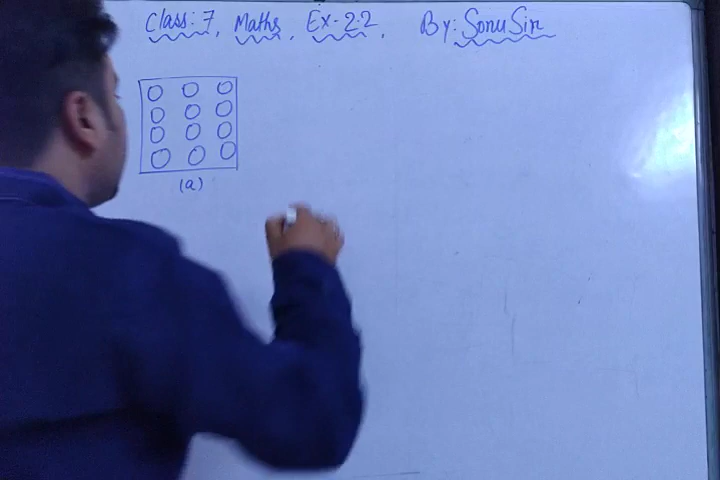 Class: 7, Maths, Ex-2.2, By: Sonu Sir
(a)